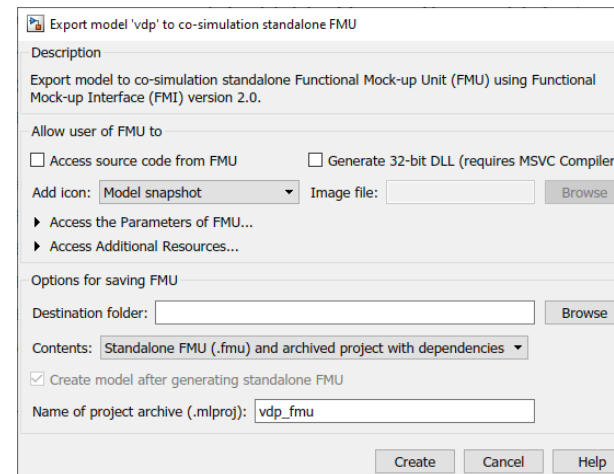 Export model 'vdp' to co-simulation standalone FMU
Description
Export model to co-simulation standalone Functional Mock-up Unit (FMU) using Functional
Mock-up Interface (FMI) version 2.0.
Allow user of FMU to
Access source code from FMU Generate 32-bit DLL (requires MSVC Compiler
Add icon: Model snapshot Image file: Browse
Access the Parameters of FMU...
Access Additional Resources...
Options for saving FMU
Destination folder: Browse
Contents: Standalone FMU (.fmu) and archived project with dependencies
Create model after generating standalone FMU
Name of project archive (.mlproj): vdp_fmu
Create Cancel Help